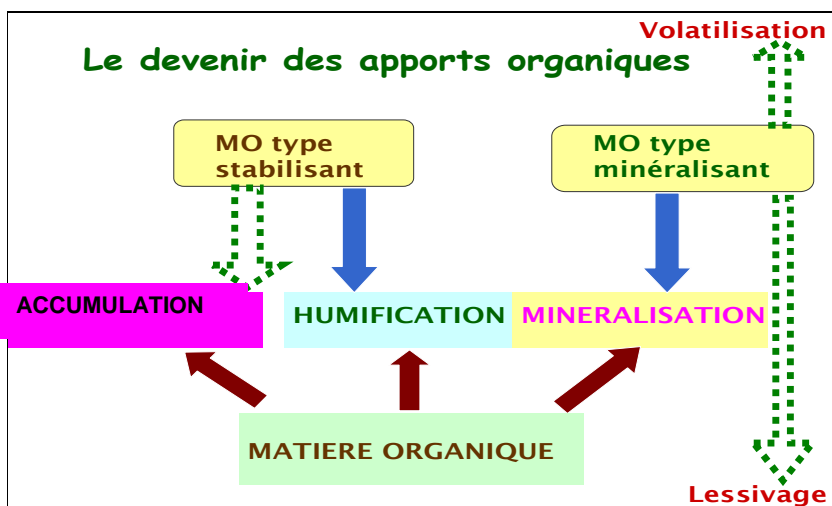 Volatilisation
Le devenir des apports organiques
MO type
stabilisant
MO type
minéralisant
ACCUMULATION
HUMIFICATION
MINERALISATION
MATIERE ORGANIQUE
Lessivage